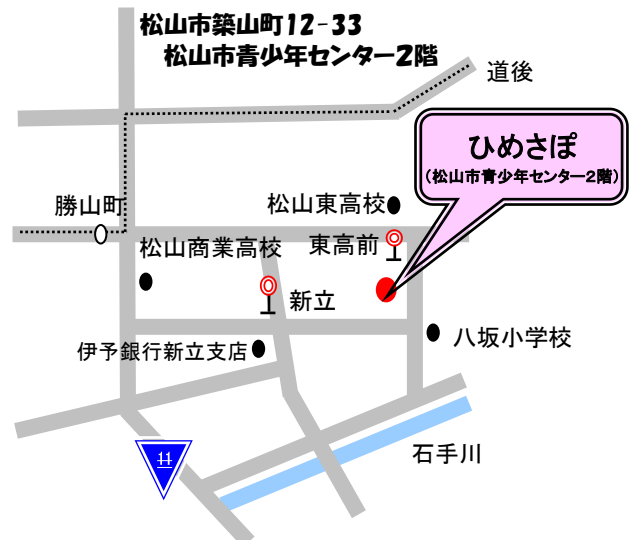 松山市築山町12-33
松山市青少年センター2階
道後
ひめさぽ
(松山市青少年センター2階)
勝山町
松山東高校
松山商業高校
東高前
新立
八坂小学校
伊予銀行新立支店
石手川
11